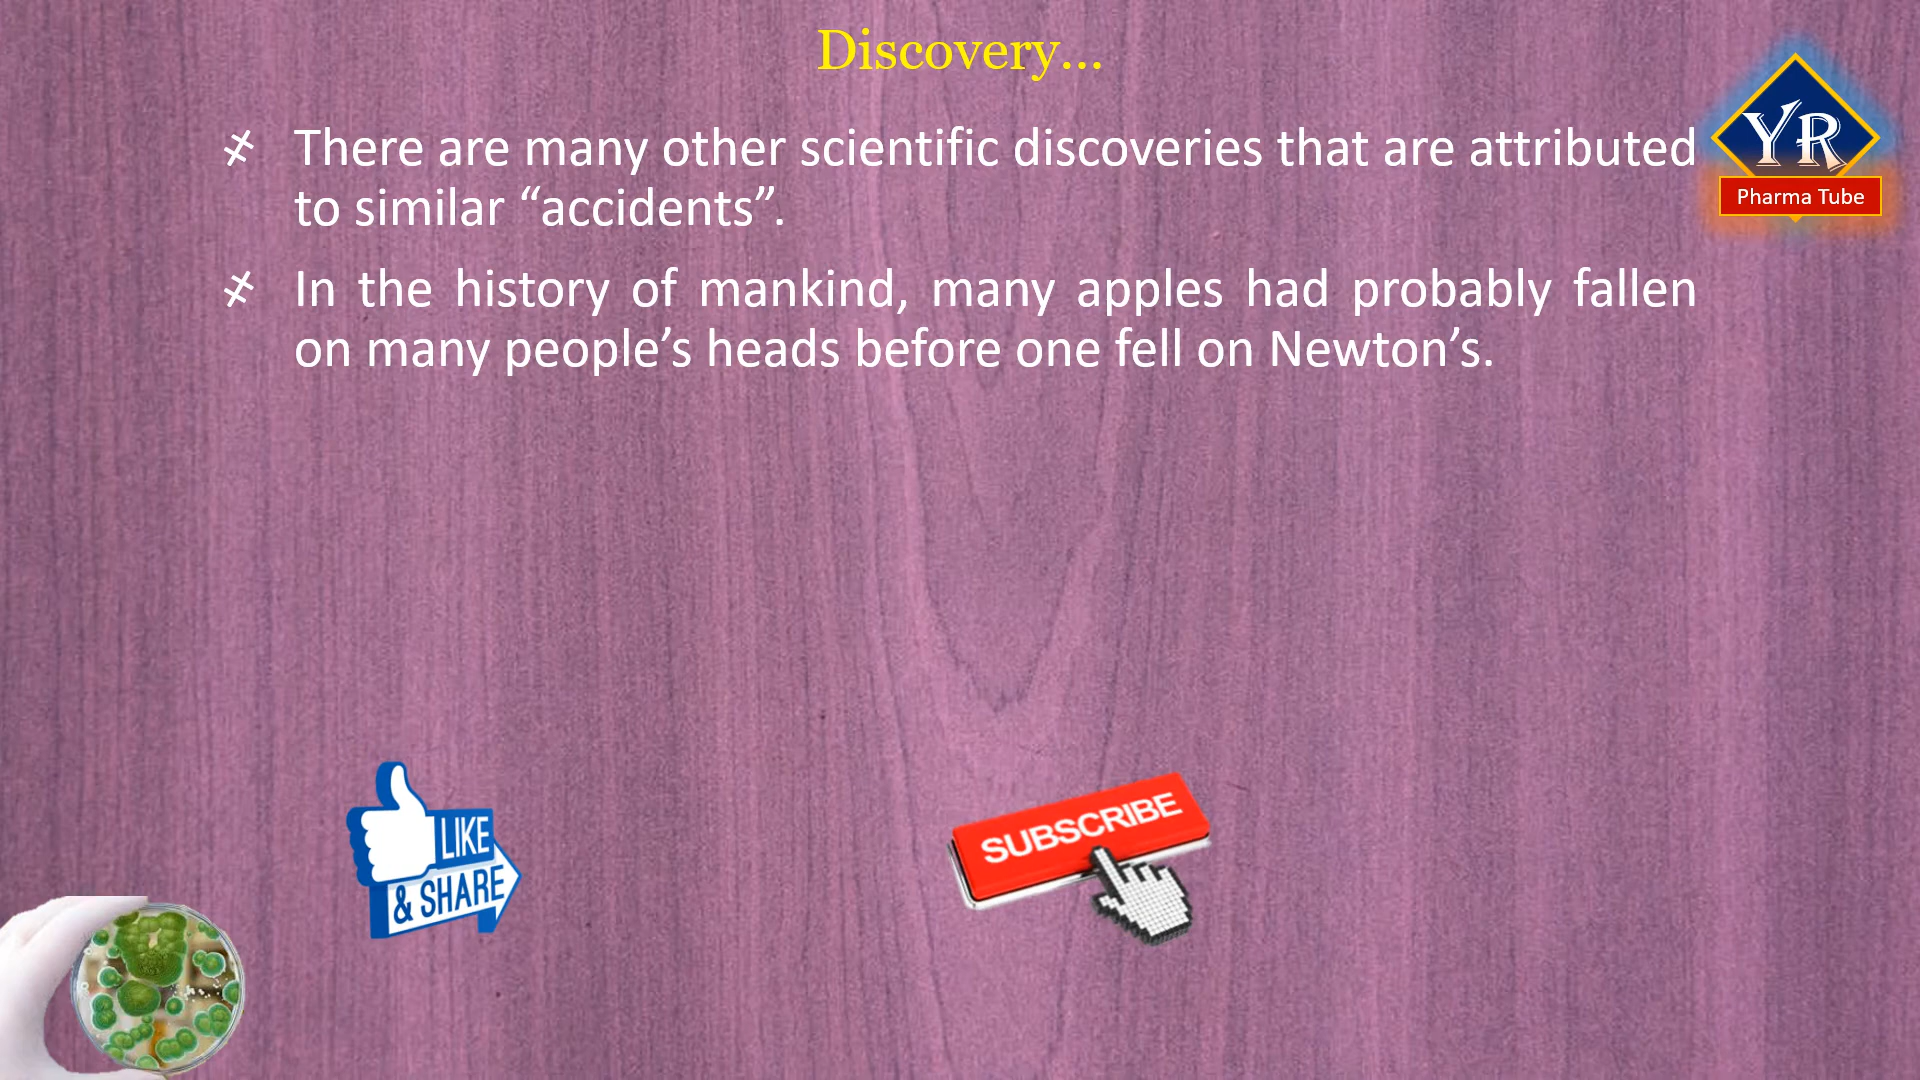 Discovery...
There are many other scientific discoveries that are attributed
to similar “accidents”.
In the history of mankind, many apples had probably fallen
on many people’s heads before one fell on Newton’s.
YR
Pharma Tube
LIKE
& SHARE
SUBSCRIBE